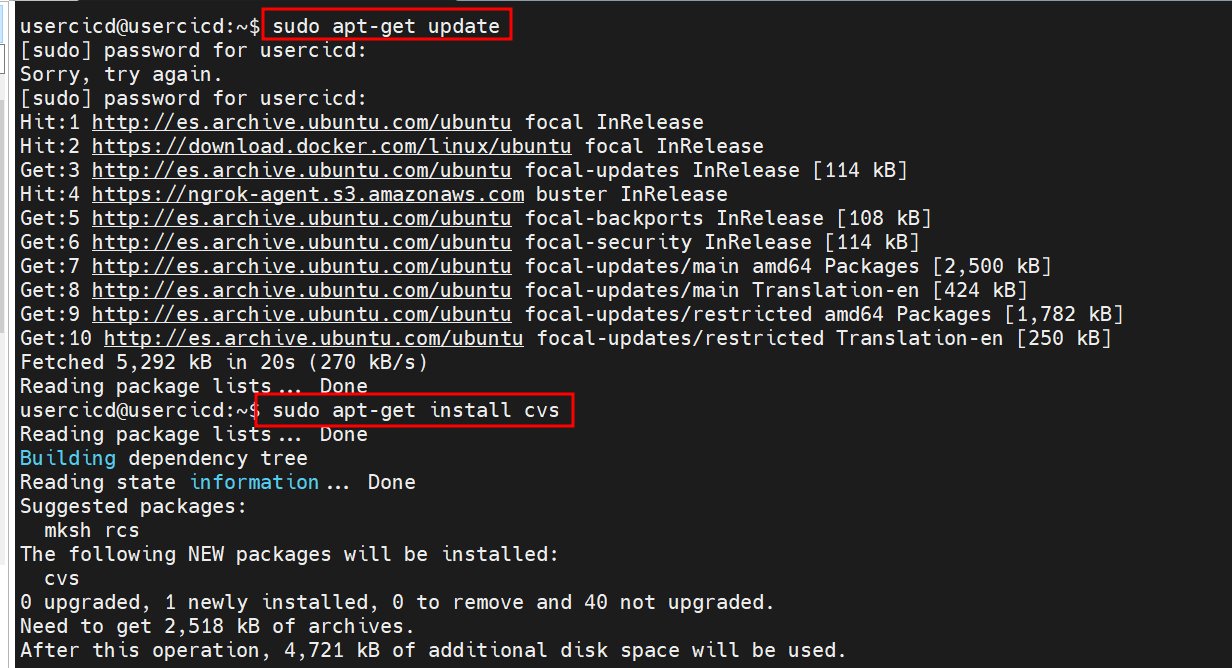 usercicd@usercicd:~$ sudo apt-get update
[sudo] password for usercicd:
Sorry, try again.
[sudo] password for usercicd:
Hit:1 http://es.archive.ubuntu.com/ubuntu focal InRelease
Hit:2 https://download.docker.com/linux/ubuntu focal InRelease
Get:3 http://es.archive.ubuntu.com/ubuntu focal-updates InRelease [114 kB]
Hit:4 https://ngrok-agent.s3.amazonaws.com buster InRelease
Get:5 http://es.archive.ubuntu.com/ubuntu focal-backports InRelease [108 kB]
Get:6 http://es.archive.ubuntu.com/ubuntu focal-security InRelease [114 kB]
Get:7 http://es.archive.ubuntu.com/ubuntu focal-updates/main amd64 Packages [2,500 kB]
Get:8 http://es.archive.ubuntu.com/ubuntu focal-updates/main Translation-en [424 kB]
Get:9 http://es.archive.ubuntu.com/ubuntu focal-updates/restricted amd64 Packages [1,782 kB]
Get:10 http://es.archive.ubuntu.com/ubuntu focal-updates/restricted Translation-en [250 kB]
Fetched 5,292 kB in 20s (270 kB/s)
Reading package lists... Done
usercicd@usercicd:~$ sudo apt-get install cvs
Reading package lists... Done
Building dependency tree
Reading state information... Done
Suggested packages:
  mksh rcs
The following NEW packages will be installed:
  cvs
0 upgraded, 1 newly installed, 0 to remove and 40 not upgraded.
Need to get 2,518 kB of archives.
After this operation, 4,721 kB of additional disk space will be used.